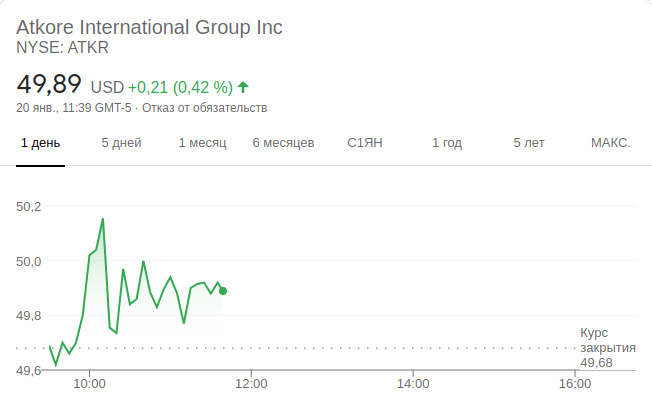 Atkore International Group Inc
NYSE: ATKR
49,89 USD +0,21 (0,42 %)
20 янв., 11:39 GMT-5 · Отказ от обязательств
1 день 5 дней 1 месяц 6 месяцев С1ЯН 1 год 5 лет МАКС.
50,2
50,0
49,8
49,6
Курс
закрытия
49,68
10:00 12:00 14:00 16:00